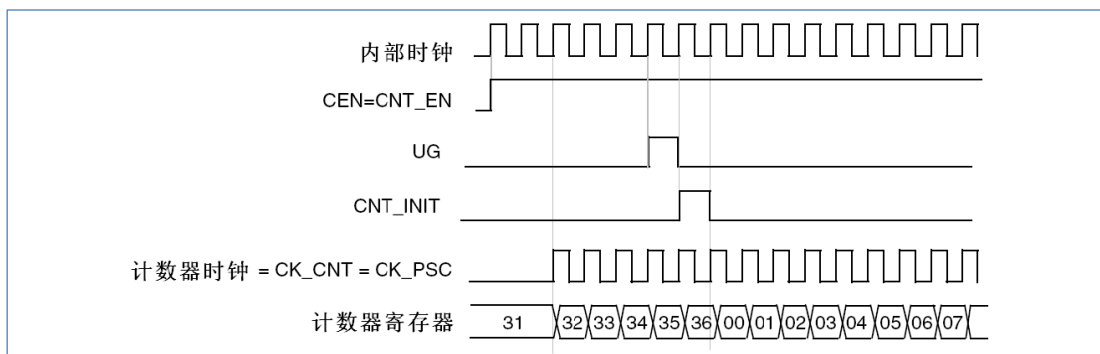 内部时钟
CEN=CNT_EN
UG
CNT_INIT
计数器时钟 = CK_CNT = CK_PSC
计数器寄存器 31 32 33 34 35 36 00 01 02 03 04 05 06 07